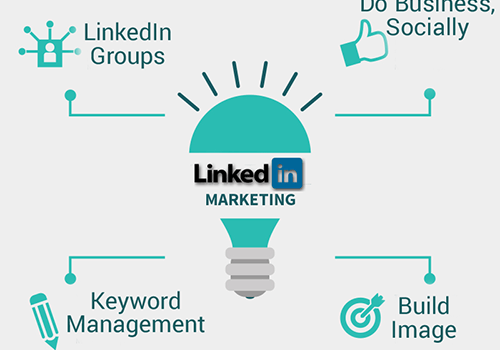 LinkedIn
Groups
Do Business,
Socially
Linked in
MARKETING
Keyword
Management
Build
Image